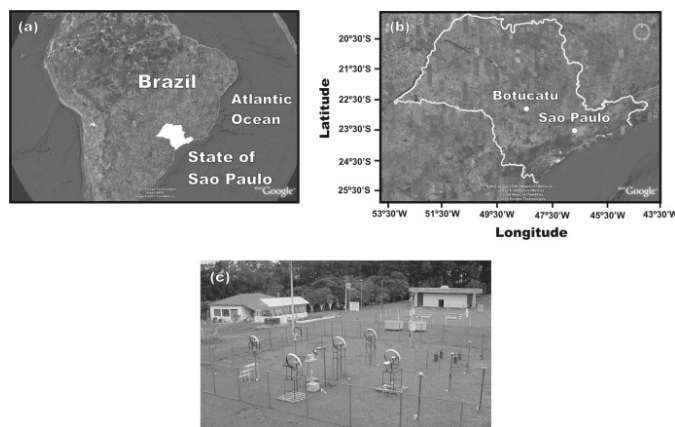 (a)
Brazil
Atlantic
Ocean
State of
Sao Paulo
Google
(b)
Botucatu
Sao Paulo
Google
Latitude
20°30'S
21°30'S
22°30'S
23°30'S
24°30'S
25°30'S
53°30'W
51°30'W
49°30'W
47°30'W
45°30'W
43°30'W
Longitude
(c)